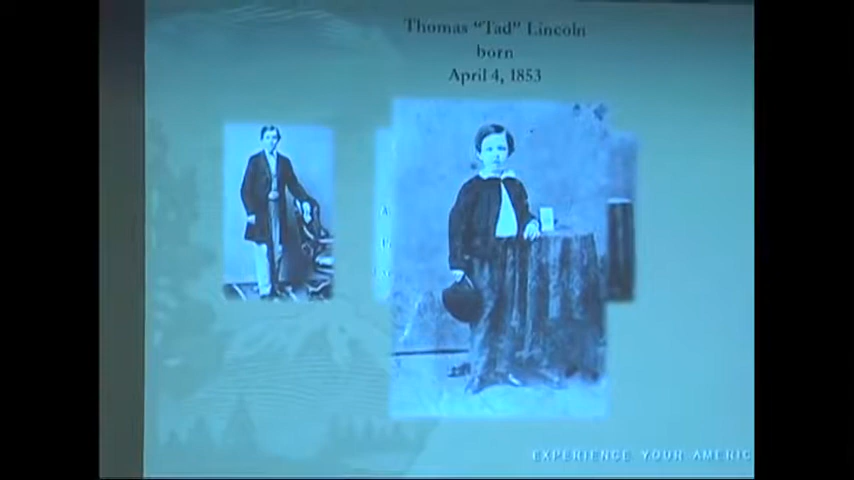 Thomas "Tad" Lincoln
born
April 4, 1853
EXPERIENCE YOUR AMERIC